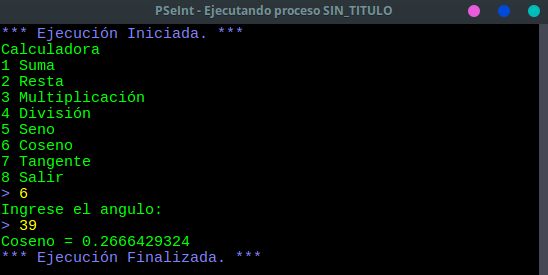 PSeInt - Ejecutando proceso SIN_TITULO
*** Ejecución Iniciada. ***
Calculadora
1 Suma
2 Resta
3 Multiplicación
4 División
5 Seno
6 Coseno
7 Tangente
8 Salir
> 6
Ingrese el angulo:
> 39
Coseno = 0.2666429324
*** Ejecución Finalizada. ***